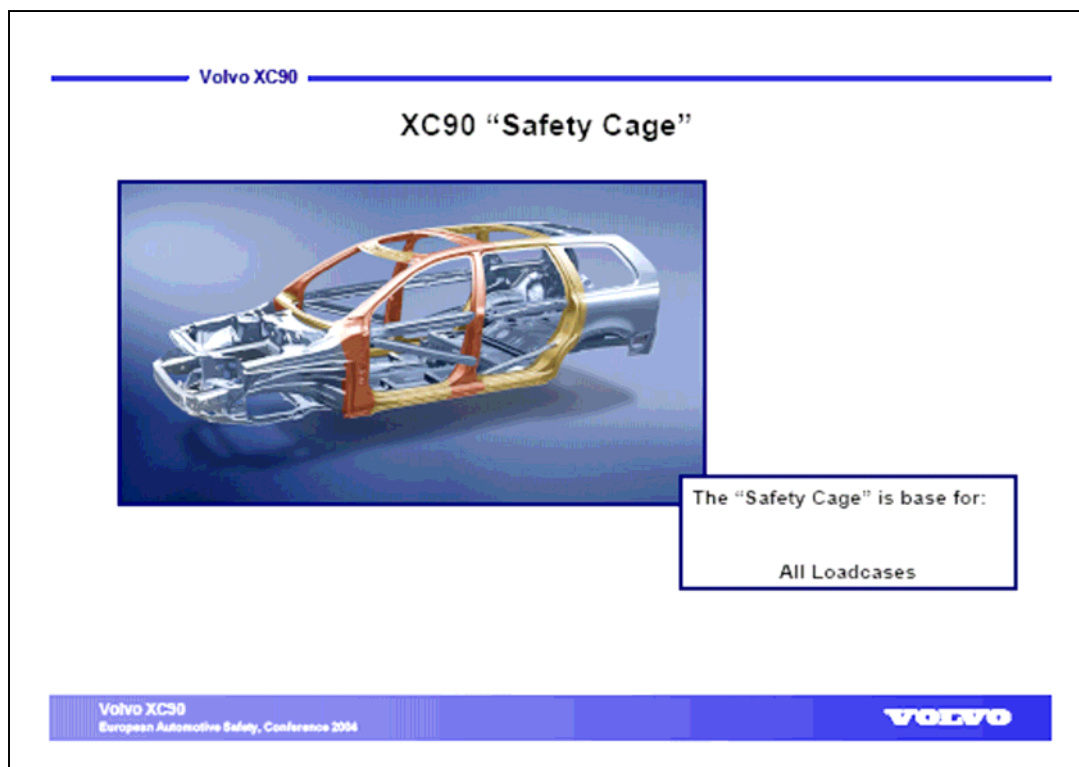 Volvo XC90
XC90 “Safety Cage”
The “Safety Cage” is base for:
All Loadcases
Volvo XC90
European Automotive Safety, Conference 2004
VOLVO